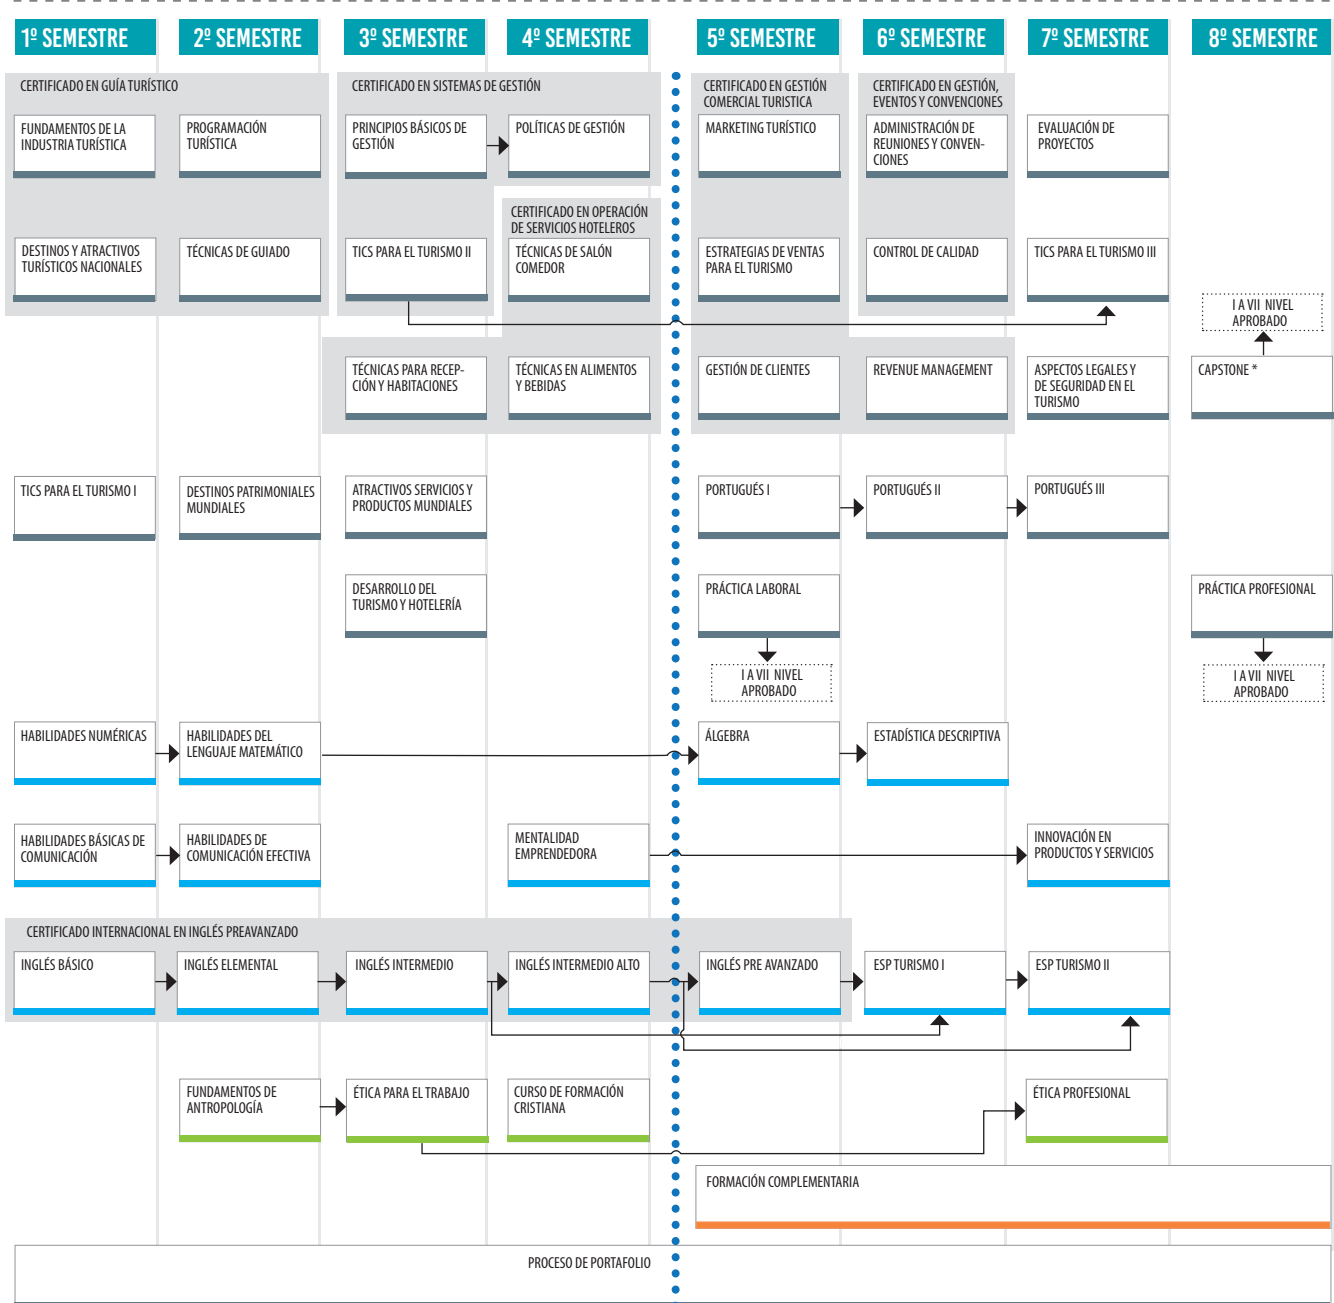 1º SEMESTRE
2º SEMESTRE
3º SEMESTRE
4º SEMESTRE
5º SEMESTRE
6º SEMESTRE
7º SEMESTRE
8º SEMESTRE
CERTIFICADO EN GUÍA TURÍSTICO
CERTIFICADO EN SISTEMAS DE GESTIÓN
CERTIFICADO EN GESTIÓN
COMERCIAL TURISTICA
CERTIFICADO EN GESTIÓN,
EVENTOS Y CONVENCIONES
FUNDAMENTOS DE LA
INDUSTRIA TURÍSTICA
PROGRAMACIÓN
TURÍSTICA
PRINCIPIOS BÁSICOS DE
GESTIÓN
POLÍTICAS DE GESTIÓN
MARKETING TURÍSTICO
ADMINISTRACIÓN DE
REUNIONES Y CONVEN-
CIONES
EVALUACIÓN DE
PROYECTOS
CERTIFICADO EN OPERACIÓN
DE SERVICIOS HOTELEROS
DESTINOS Y ATRACTIVOS
TURÍSTICOS NACIONALES
TÉCNICAS DE GUIADO
TICS PARA EL TURISMO II
TÉCNICAS DE SALÓN
COMEDOR
ESTRATEGIAS DE VENTAS
PARA EL TURISMO
CONTROL DE CALIDAD
TICS PARA EL TURISMO III
I A VII NIVEL
APROBADO
TÉCNICAS PARA RECEP-
CIÓN Y HABITACIONES
TÉCNICAS EN ALIMENTOS
Y BEBIDAS
GESTIÓN DE CLIENTES
REVENUE MANAGEMENT
ASPECTOS LEGALES Y
DE SEGURIDAD EN EL
TURISMO
CAPSTONE *
TICS PARA EL TURISMO I
DESTINOS PATRIMONIALES
MUNDIALES
ATRACTIVOS SERVICIOS Y
PRODUCTOS MUNDIALES
PORTUGUÉS I
PORTUGUÉS II
PORTUGUÉS III
DESARROLLO DEL
TURISMO Y HOTELERÍA
PRÁCTICA LABORAL
PRÁCTICA PROFESIONAL
I A VII NIVEL
APROBADO
I A VII NIVEL
APROBADO
HABILIDADES NUMÉRICAS
HABILIDADES DEL
LENGUAJE MATEMÁTICO
ÁLGEBRA
ESTADÍSTICA DESCRIPTIVA
HABILIDADES BÁSICAS DE
COMUNICACIÓN
HABILIDADES DE
COMUNICACIÓN EFECTIVA
MENTALIDAD
EMPRENDEDORA
INNOVACIÓN EN
PRODUCTOS Y SERVICIOS
CERTIFICADO INTERNACIONAL EN INGLÉS PREAVANZADO
INGLÉS BÁSICO
INGLÉS ELEMENTAL
INGLÉS INTERMEDIO
INGLÉS INTERMEDIO ALTO
INGLÉS PRE AVANZADO
ESP TURISMO I
ESP TURISMO II
FUNDAMENTOS DE
ANTROPOLOGÍA
ÉTICA PARA EL TRABAJO
CURSO DE FORMACIÓN
CRISTIANA
ÉTICA PROFESIONAL
FORMACIÓN COMPLEMENTARIA
PROCESO DE PORTAFOLIO